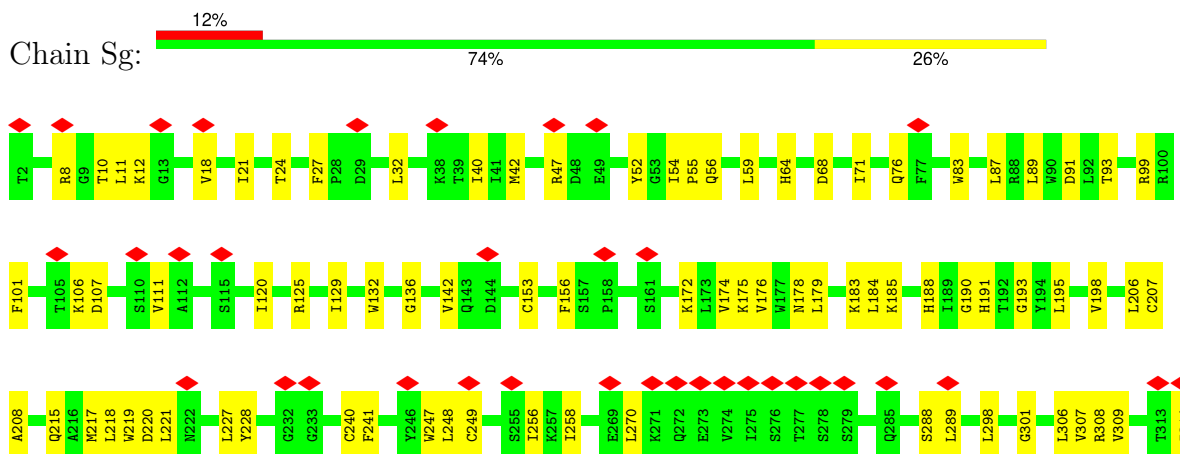 12%
Chain Sg:
74% 26%
T2 R8 G9 T10 L11 K12 G13 V18 I21 T24 F27 P28 D29 L32 K38 T39 I40 I41 M42 R47 D48 E49 Y52 G53 I54 P55 Q56 L59 H64 D68 I71 Q76 F77 W83 L87 R88 L89 W90 D91 L92 T93 R99 R100
F101 T105 K106 D107 S110 V111 A112 S115 I120 R125 I129 W132 G136 V142 Q143 D144 C153 F156 S157 P158 S161 K172 L173 V174 K175 V176 W177 N178 L179 K183 L184 K185 H188 I189 G190 H191 T192 G193 Y194 L195 V198 L206 C207
A208 Q215 A216 M217 L218 W219 D220 L221 N222 L227 Y228 G232 G233 C240 F241 Y246 W247 L248 C249 S255 I256 K257 I258 E269 L270 K271 Q272 E273 V274 I275 S276 T277 S278 S279 Q285 S288 L289 L298 G301 L306 V307 R308 V309 T313